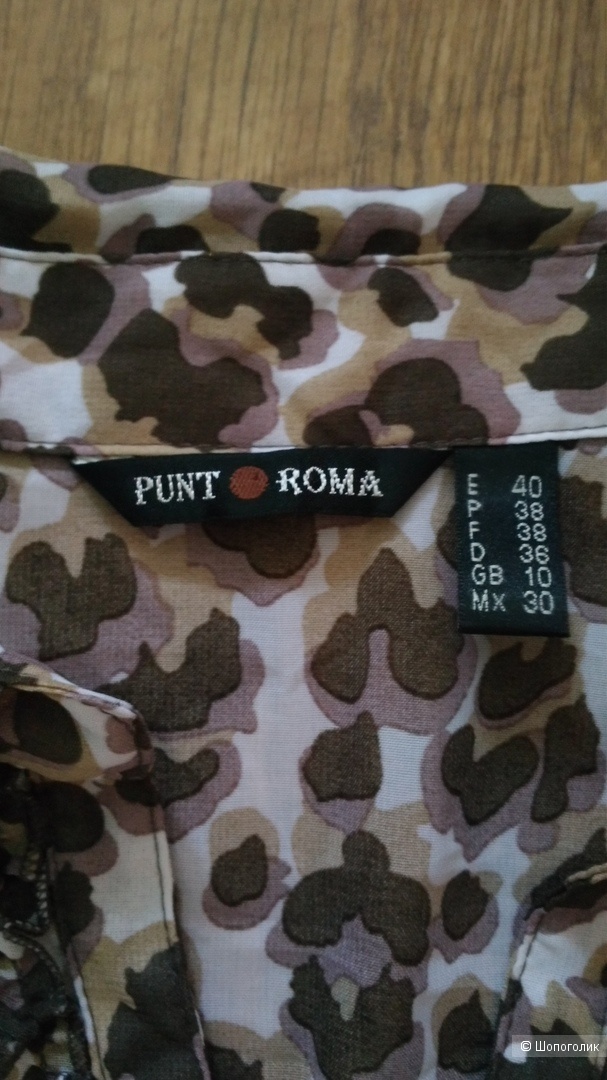 PUNT ROMA
E 40
P 38
F 38
D 36
GB 10
MX 30
© Шопоголик